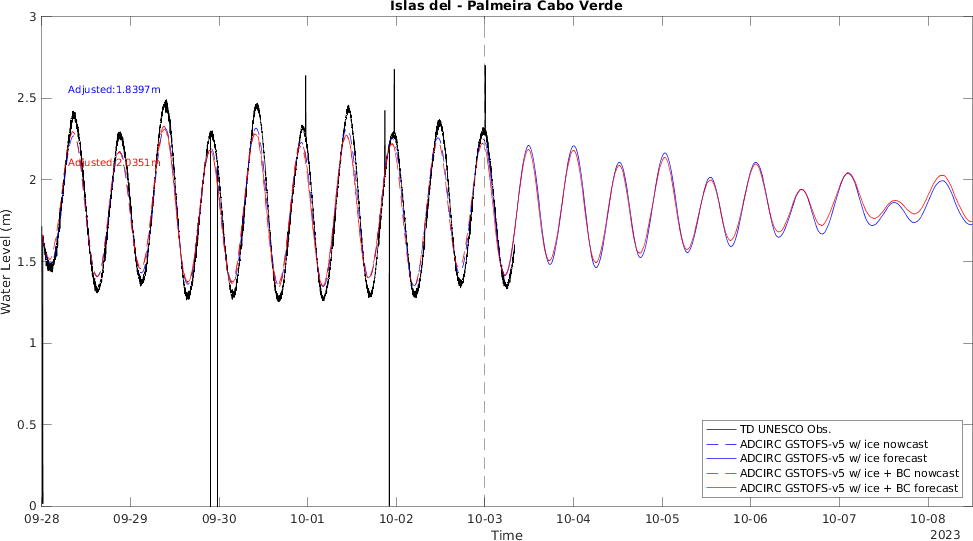 Islas del - Palmeira Cabo Verde
3
2.5
2
1.5
1
0.5
0
Water Level (m)
Adjusted:1.8397m
Adjusted:2.0351m
TD UNESCO Obs.
ADCIRC GSTOFS-v5 w/ ice nowcast
ADCIRC GSTOFS-v5 w/ ice forecast
ADCIRC GSTOFS-v5 w/ ice + BC nowcast
ADCIRC GSTOFS-v5 w/ ice + BC forecast
09-28 09-29 09-30 10-01 10-02 10-03 10-04 10-05 10-06 10-07 10-08
2023
Time